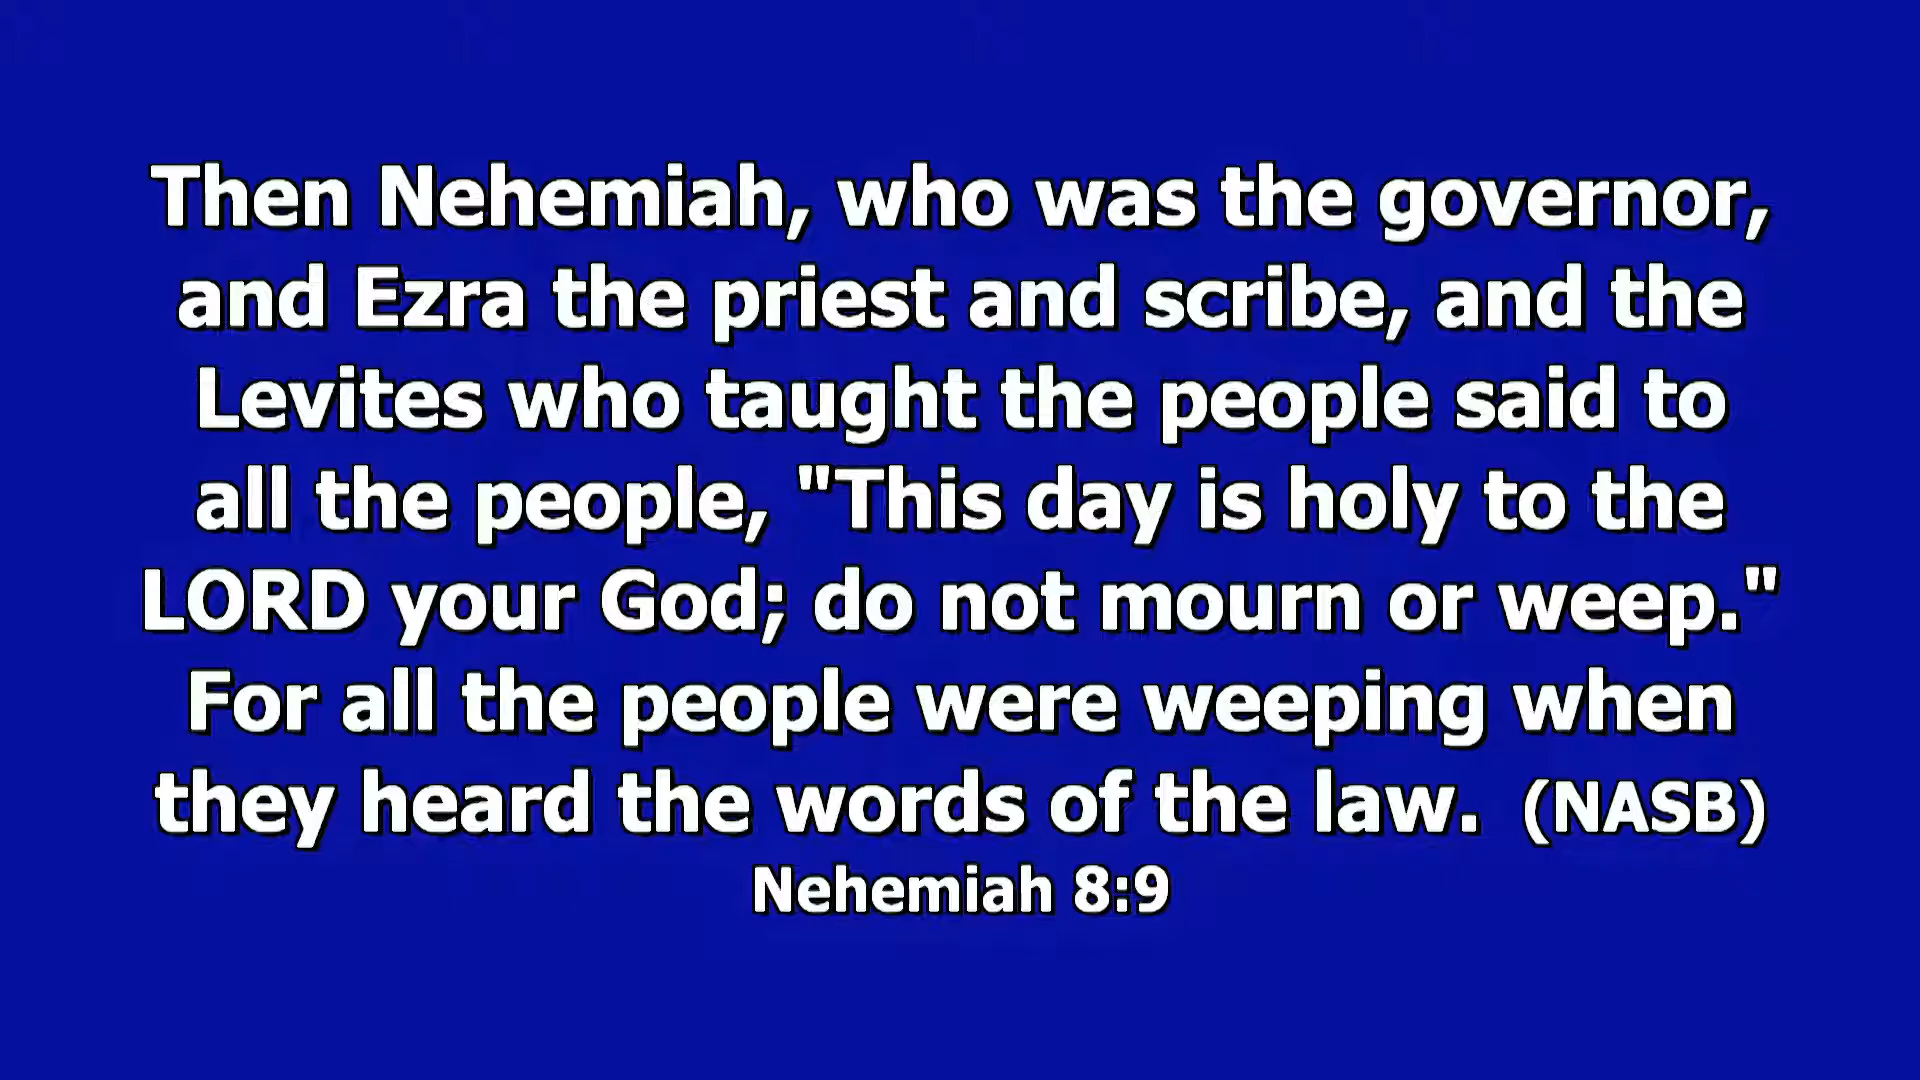 Then Nehemiah, who was the governor,
and Ezra the priest and scribe, and the
Levites who taught the people said to
all the people, "This day is holy to the
LORD your God; do not mourn or weep."
For all the people were weeping when
they heard the words of the law.  (NASB)
Nehemiah 8:9